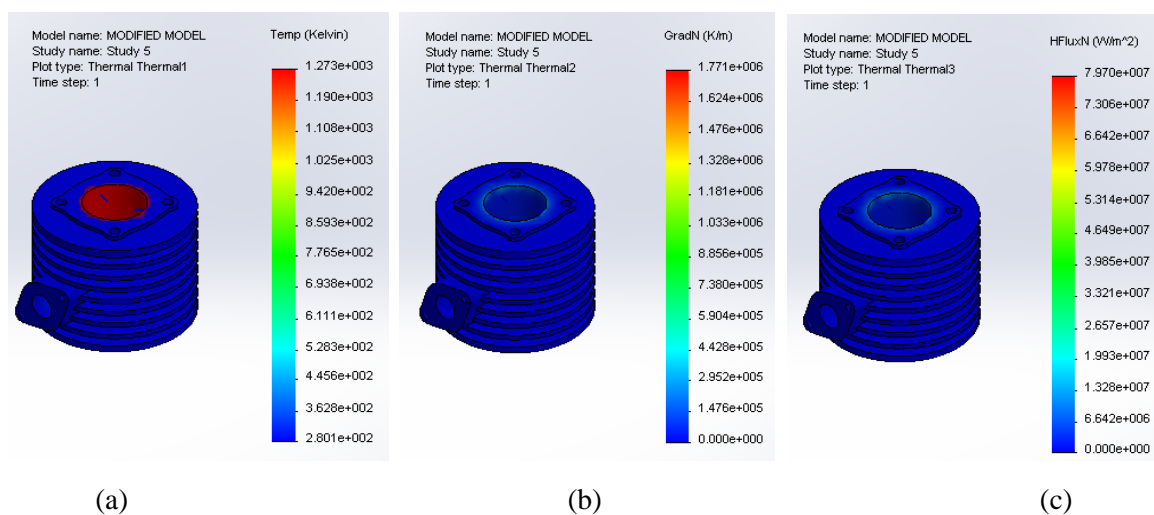 Model name: MODIFIED MODEL
Study name: Study 5
Plot type: Thermal Thermal1
Time step: 1
Temp (Kelvin)
1.273e+003
1.190e+003
1.108e+003
1.025e+003
9.420e+002
8.593e+002
7.765e+002
6.938e+002
6.111e+002
5.283e+002
4.456e+002
3.628e+002
2.801e+002
Model name: MODIFIED MODEL
Study name: Study 5
Plot type: Thermal Thermal2
Time step: 1
GradN (K/m)
1.771e+006
1.624e+006
1.476e+006
1.328e+006
1.181e+006
1.033e+006
8.856e+005
7.380e+005
5.904e+005
4.428e+005
2.952e+005
1.476e+005
0.000e+000
Model name: MODIFIED MODEL
Study name: Study 5
Plot type: Thermal Thermal3
Time step: 1
HFluxN (W/m^2)
7.970e+007
7.306e+007
6.642e+007
5.978e+007
5.314e+007
4.649e+007
3.985e+007
3.321e+007
2.657e+007
1.993e+007
1.328e+007
6.642e+006
0.000e+000
(a)
(b)
(c)